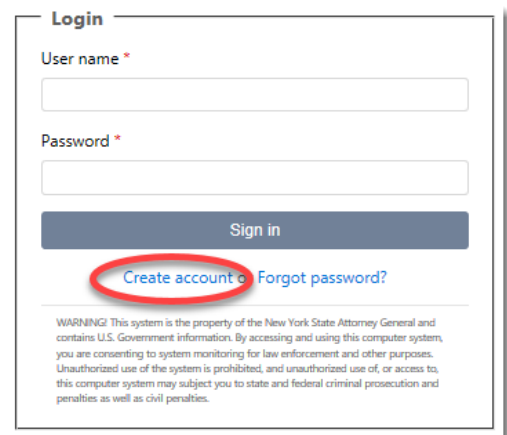 Login
User name *
Password *
Sign in
Create account or Forgot password?
WARNING! This system is the property of the New York State Attorney General and
contains U.S. Government information. By accessing and using this computer system,
you are consenting to system monitoring for law enforcement and other purposes.
Unauthorized use of the system is prohibited, and unauthorized use of, or access to,
this computer system may subject you to state and federal criminal prosecution and
penalties as well as civil penalties.